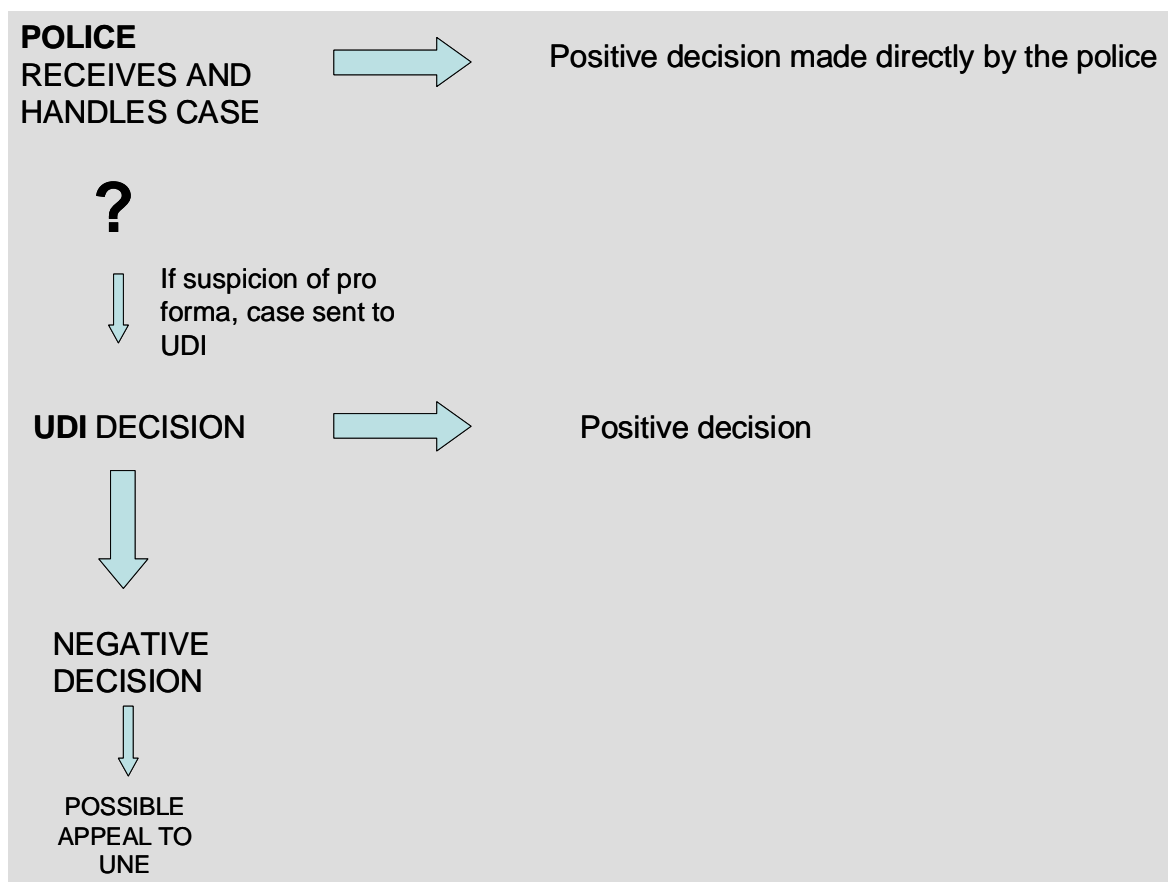 POLICE
RECEIVES AND
HANDLES CASE
Positive decision made directly by the police
?
If suspicion of pro
forma, case sent to
UDI
UDI DECISION
Positive decision
NEGATIVE
DECISION
POSSIBLE
APPEAL TO
UNE